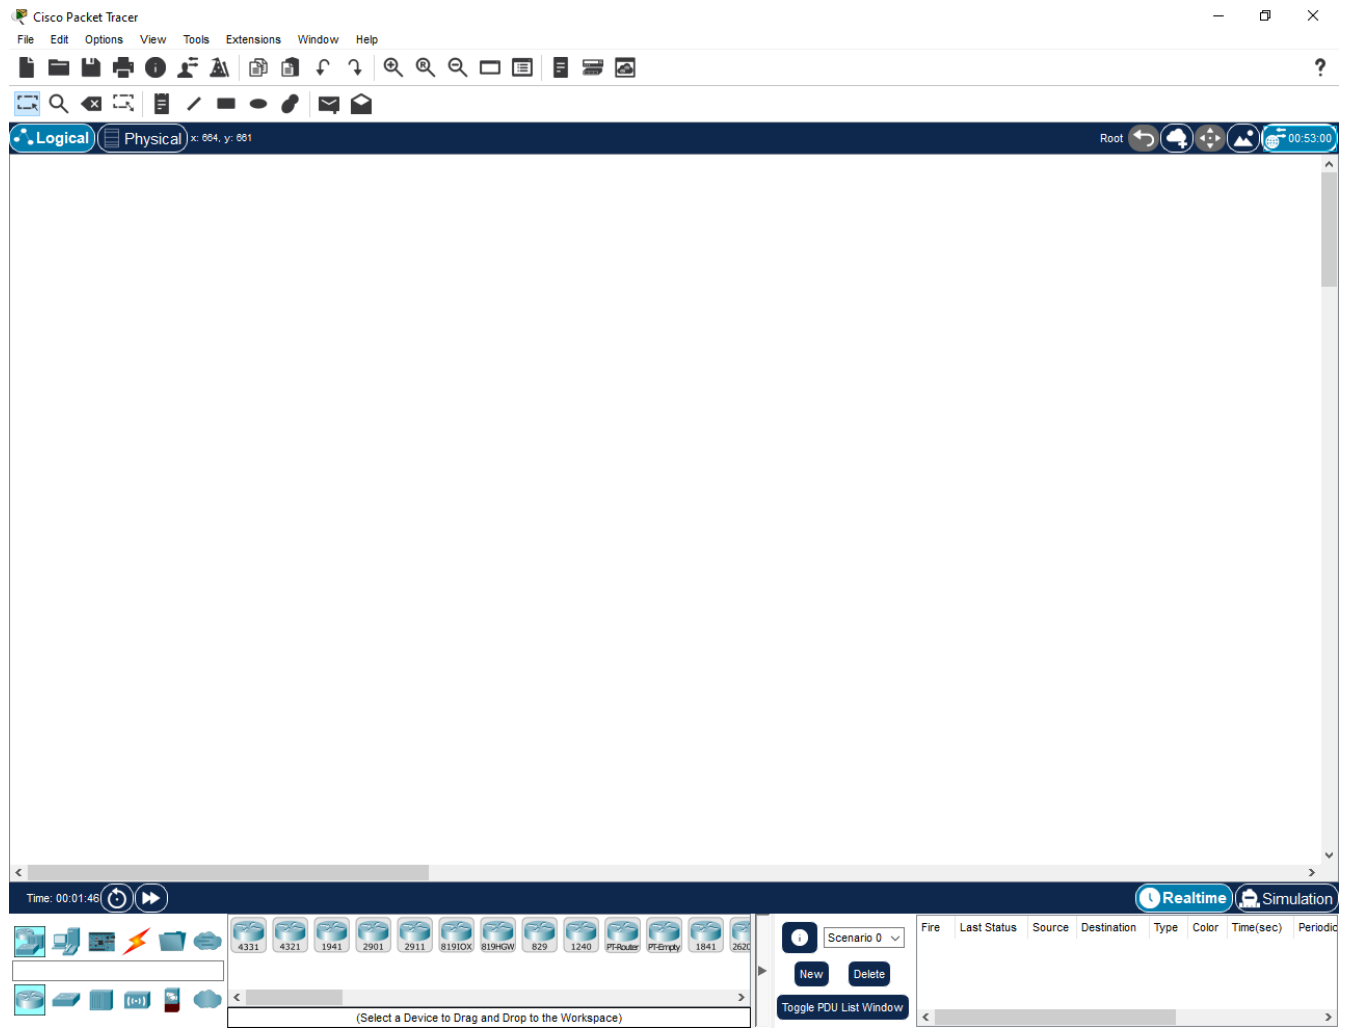 Cisco Packet Tracer
File Edit Options View Tools Extensions Window Help
?
Logical Physical x: 664, y: 661 Root 00:53:00
Time: 00:01:46 Realtime Simulation
4331 4321 1941 2901 2911 819IOX 819HGW 829 1240 PT-Router PT-Empty 1841 262
(Select a Device to Drag and Drop to the Workspace)
Scenario 0
New Delete
Toggle PDU List Window
Fire Last Status Source Destination Type Color Time(sec) Periodic